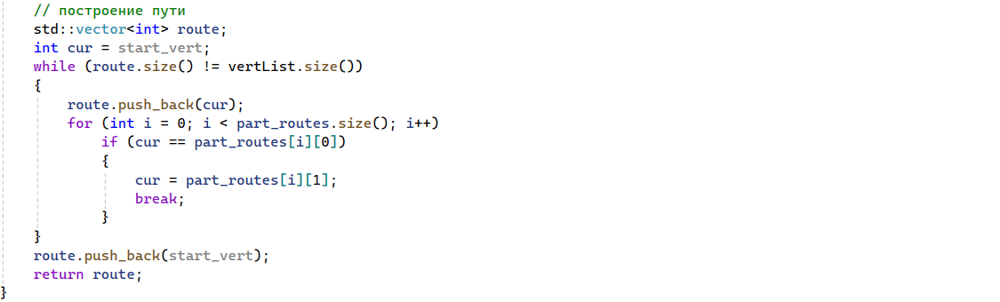 // построение пути
std::vector<int> route;
int cur = start_vert;
while (route.size() != vertList.size())
{
route.push_back(cur);
for (int i = 0; i < part_routes.size(); i++)
if (cur == part_routes[i][0])
{
cur = part_routes[i][1];
break;
}
}
route.push_back(start_vert);
return route;
}